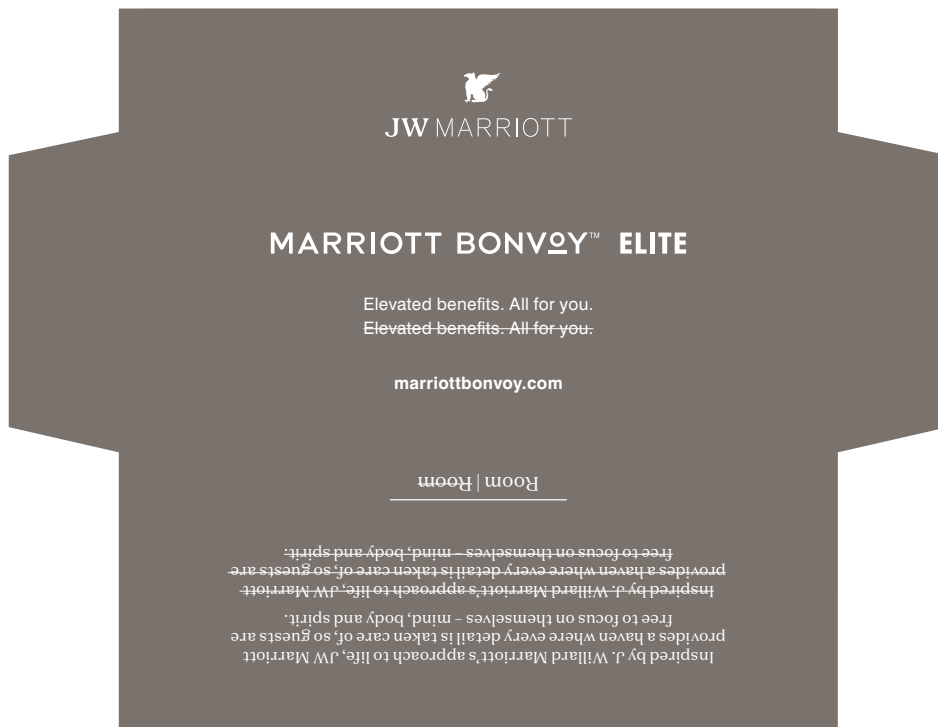 JW MARRIOTT
MARRIOTT BONVOY™ ELITE
Elevated benefits. All for you.
Elevated benefits. All for you.
marriottbonvoy.com
Inspired by J. Willard Marriott’s approach to life, JW Marriott
provides a haven where every detail is taken care of, so guests are
free to focus on themselves – mind, body and spirit.
Inspired by J. Willard Marriott’s approach to life, JW Marriott
provides a haven where every detail is taken care of, so guests are
free to focus on themselves – mind, body and spirit.
Room | Room